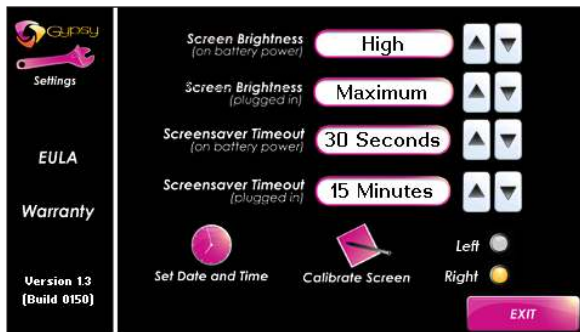 Gypsy
Settings
EULA
Warranty
Version 1.3
(Build 0150)
Screen Brightness
(on battery power)
High
Screen Brightness
(plugged in)
Maximum
Screensaver Timeout
(on battery power)
30 Seconds
Screensaver Timeout
(plugged in)
15 Minutes
Set Date and Time
Calibrate Screen
Left
Right
EXIT